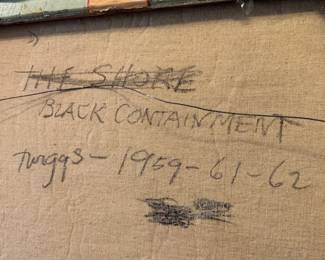 THE SHORE
BLACK CONTAINMENT
Twiggs-1959-61-62